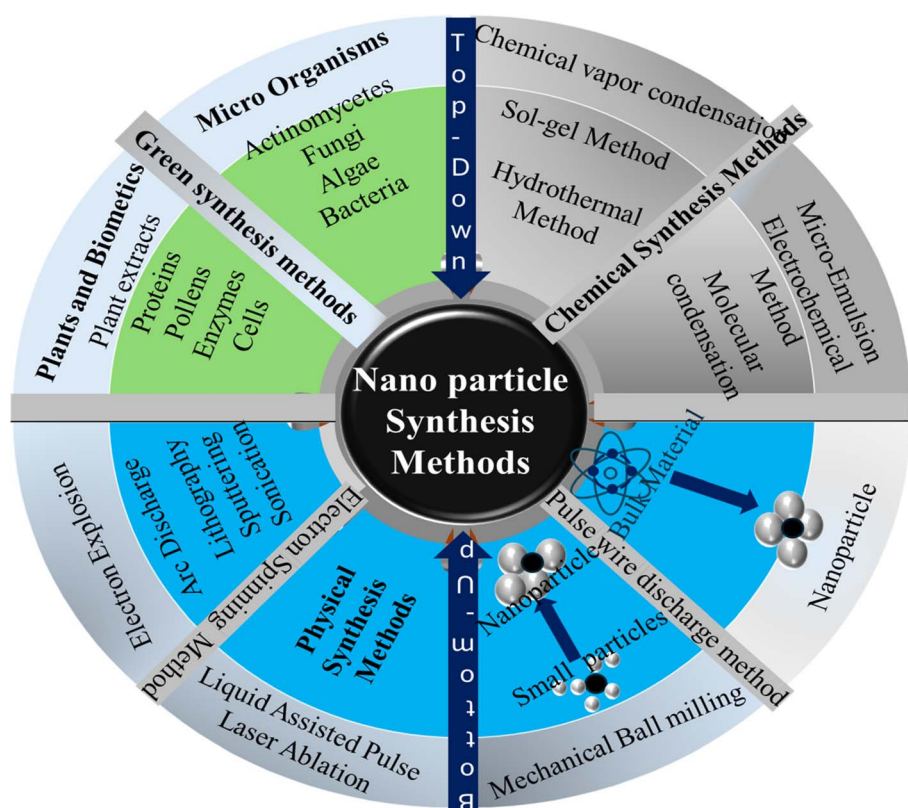 Nano particle
Synthesis
Methods
Top-Down
Bottom-Up
Green synthesis methods
Micro Organisms
Actinomycetes
Fungi
Algae
Bacteria
Plants and Biometics
Plant extracts
Proteins
Pollens
Enzymes
Cells
Chemical Synthesis Methods
Chemical vapor condensation
Sol-gel Method
Hydrothermal
Method
Micro-Emulsion
Electrochemical
Method
Molecular
condensation
Electron Explosion
Arc Discharge
Lithography
Sputtering
Sonication
Electron Spinning Method
Physical
Synthesis
Methods
Liquid Assisted Pulse
Laser Ablation
Bulk Material
Nanoparticle
Pulse wire discharge method
Nanoparticle
Small particles
Mechanical Ball milling